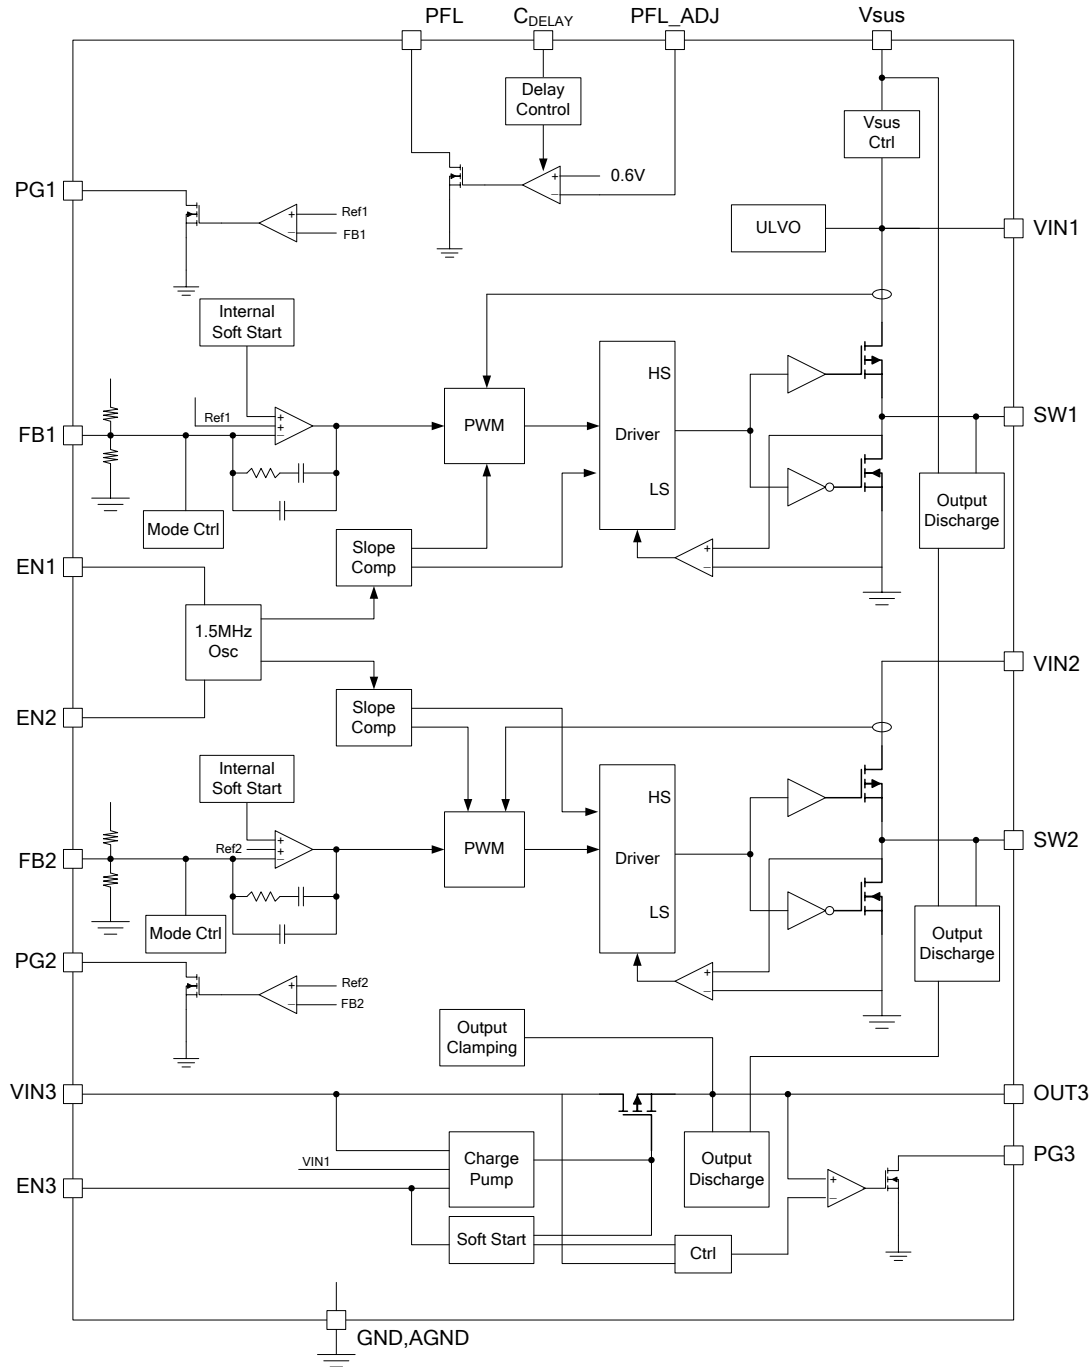 PFL
CDELAY
PFL_ADJ
Vsus
Delay
Control
Vsus
Ctrl
0.6V
PG1
Ref1
FB1
ULVO
VIN1
Internal
Soft Start
HS
Ref1
PWM
Driver
SW1
FB1
LS
Output
Discharge
Mode Ctrl
Slope
Comp
EN1
1.5MHz
Osc
VIN2
EN2
Slope
Comp
Internal
Soft Start
HS
Ref2
PWM
Driver
SW2
FB2
LS
Mode Ctrl
Output
Discharge
PG2
Ref2
FB2
Output
Clamping
VIN3
OUT3
VIN1
Charge
Pump
Output
Discharge
PG3
EN3
Soft Start
Ctrl
GND,AGND